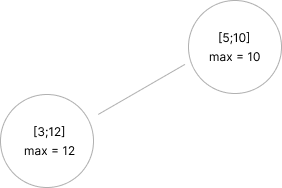 [5;10]
max = 10
[3;12]
max = 12